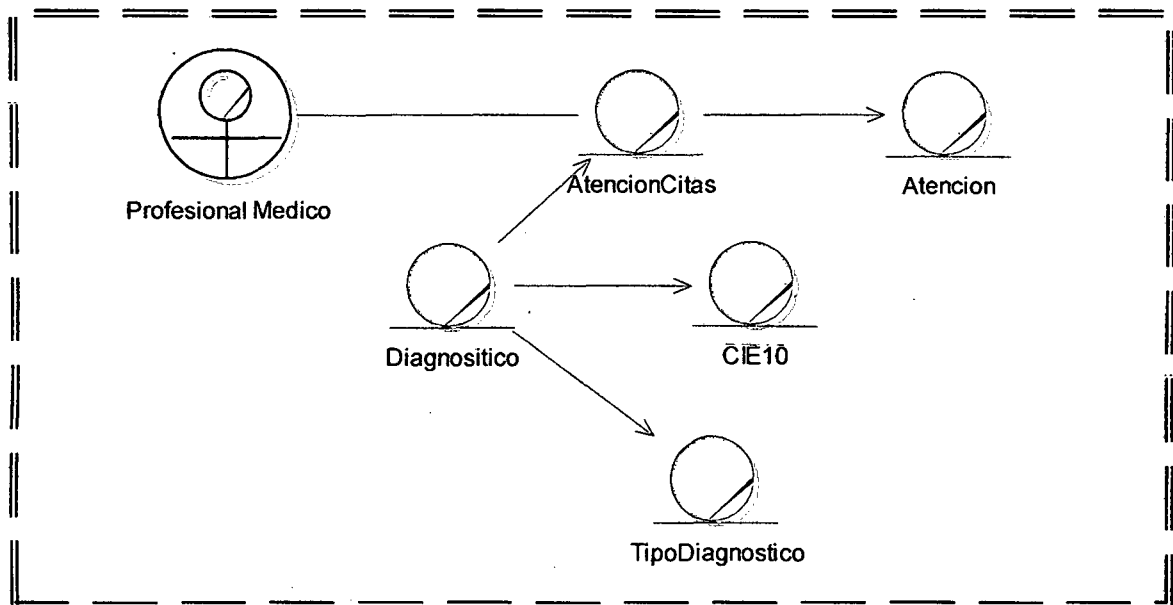 Profesional Medico
AtencionCitas
Atencion
Diagnositico
CIE10
TipoDiagnostico